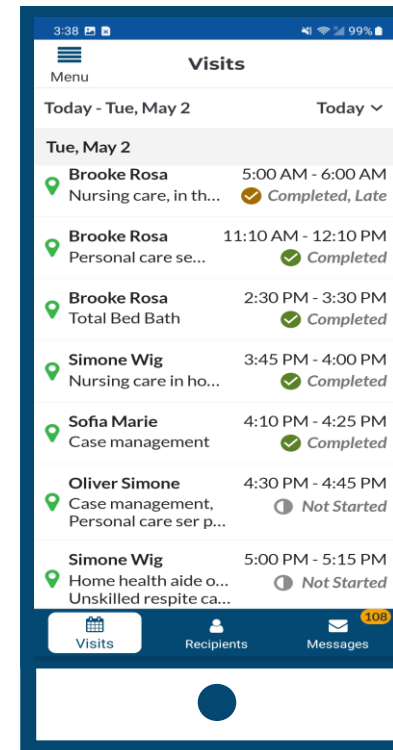 3:38 99%
Menu
Visits
Today - Tue, May 2 Today
Tue, May 2
Brooke Rosa 5:00 AM - 6:00 AM
Nursing care, in th... Completed, Late
Brooke Rosa 11:10 AM - 12:10 PM
Personal care se... Completed
Brooke Rosa 2:30 PM - 3:30 PM
Total Bed Bath Completed
Simone Wig 3:45 PM - 4:00 PM
Nursing care in ho... Completed
Sofia Marie 4:10 PM - 4:25 PM
Case management Completed
Oliver Simone 4:30 PM - 4:45 PM
Case management, Not Started
Personal care ser p...
Simone Wig 5:00 PM - 5:15 PM
Home health aide o... Not Started
Unskilled respite ca...
108
Visits Recipients Messages